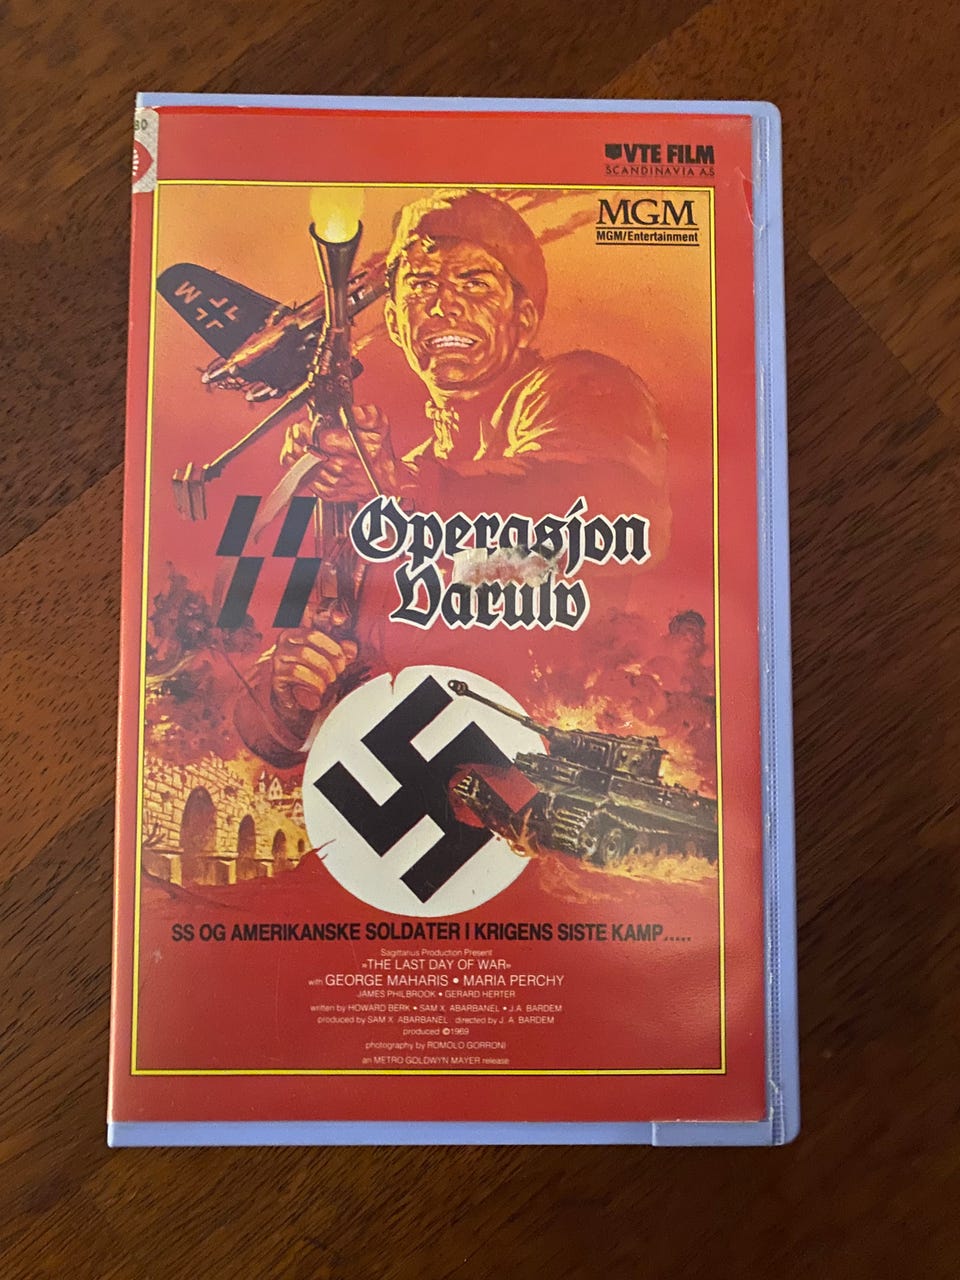 80
VTE FILM
SCANDINAVIA A.S
MGM
MGM/Entertainment
M
Operasjon
Varulv
SS OG AMERIKANSKE SOLDATER I KRIGENS SISTE KAMP.....
Sagittarius Production Present
»THE LAST DAY OF WAR»
with GEORGE MAHARIS • MARIA PERCHY
JAMES PHILBROOK • GERARD HERTER
written by HOWARD BERK • SAM X. ABARBANEL • J.A. BARDEM
produced by SAM X. ABARBANEL directed by J. A. BARDEM
produced ©1969
photography by ROMOLO GORRONI
an METRO GOLDWYN MAYER release